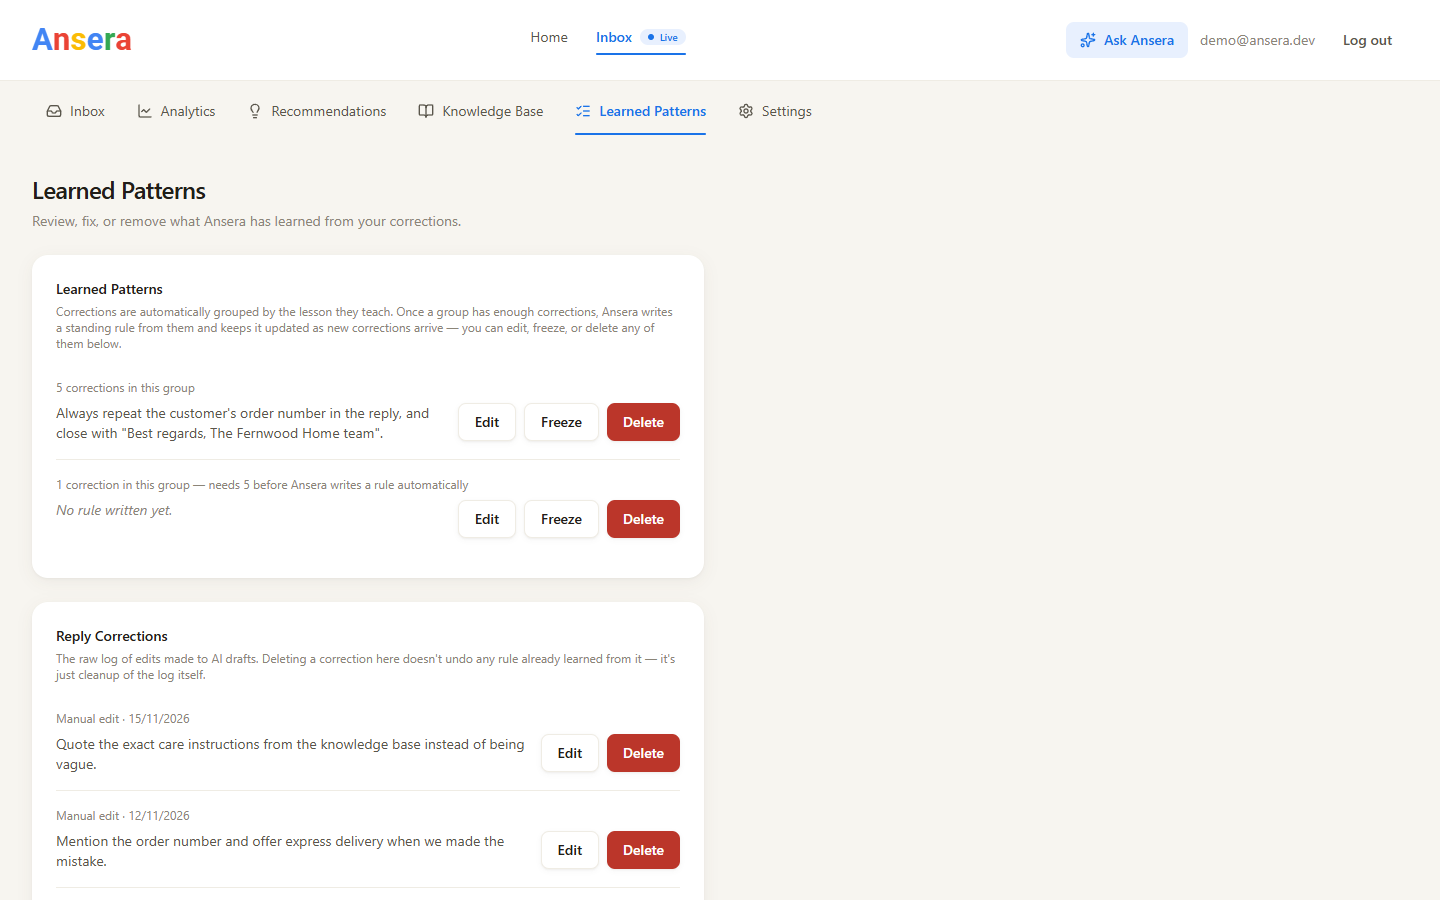 Ansera
Home
Inbox
Live
Ask Ansera
demo@ansera.dev
Log out
Inbox
Analytics
Recommendations
Knowledge Base
Learned Patterns
Settings
Learned Patterns
Review, fix, or remove what Ansera has learned from your corrections.
Learned Patterns
Corrections are automatically grouped by the lesson they teach. Once a group has enough corrections, Ansera writes
a standing rule from them and keeps it updated as new corrections arrive — you can edit, freeze, or delete any of
them below.
5 corrections in this group
Always repeat the customer's order number in the reply, and
close with "Best regards, The Fernwood Home team".
Edit
Freeze
Delete
1 correction in this group — needs 5 before Ansera writes a rule automatically
No rule written yet.
Edit
Freeze
Delete
Reply Corrections
The raw log of edits made to AI drafts. Deleting a correction here doesn't undo any rule already learned from it — it's
just cleanup of the log itself.
Manual edit · 15/11/2026
Quote the exact care instructions from the knowledge base instead of being
vague.
Edit
Delete
Manual edit · 12/11/2026
Mention the order number and offer express delivery when we made the
mistake.
Edit
Delete